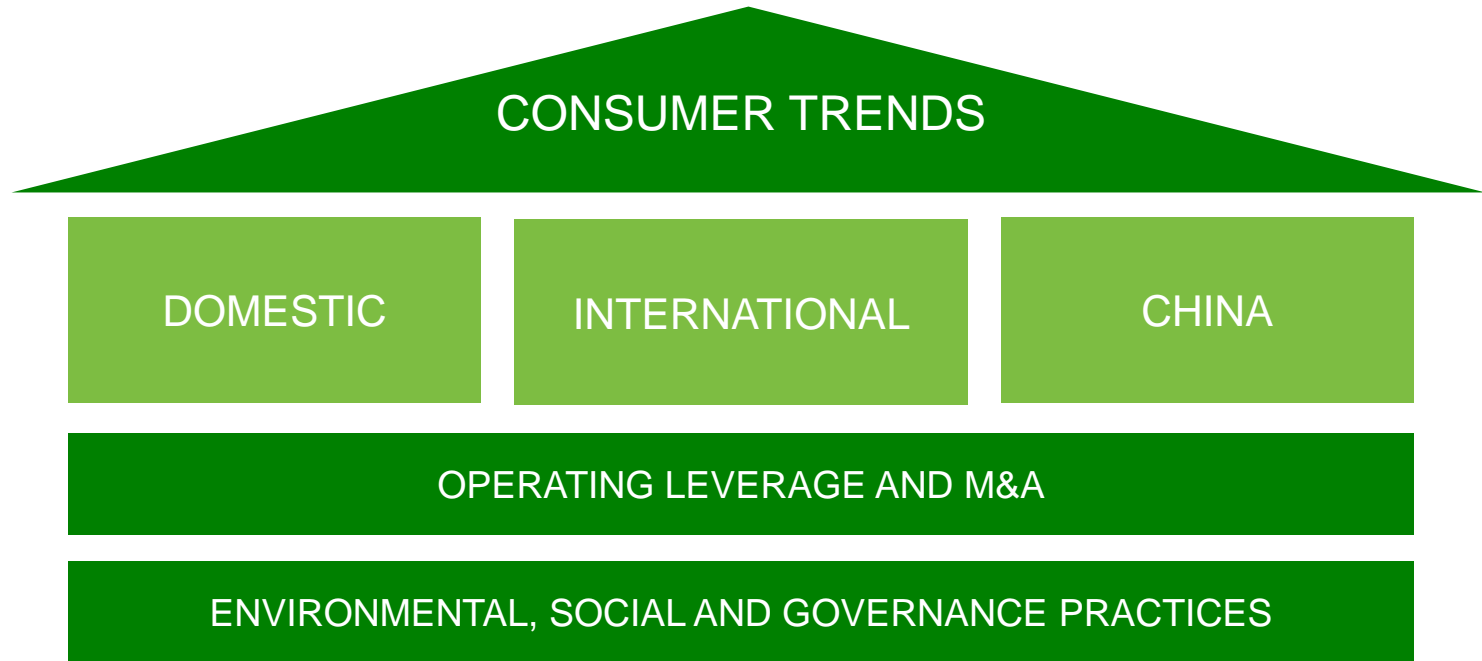 CONSUMER TRENDS
DOMESTIC
INTERNATIONAL
CHINA
OPERATING LEVERAGE AND M&A
ENVIRONMENTAL, SOCIAL AND GOVERNANCE PRACTICES